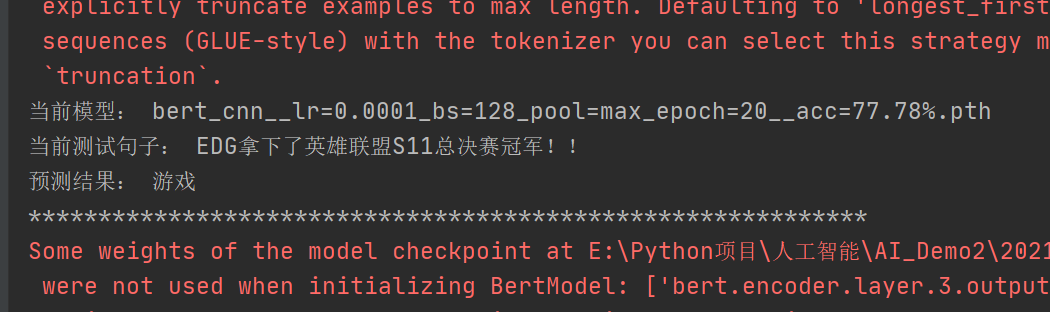 explicitly truncate examples to max length. Defaulting to 'longest_first
sequences (GLUE-style) with the tokenizer you can select this strategy m
`truncation`.
当前模型： bert_cnn__lr=0.0001_bs=128_pool=max_epoch=20__acc=77.78%.pth
当前测试句子： EDG拿下了英雄联盟S11总决赛冠军！！
预测结果： 游戏
************************************************************
Some weights of the model checkpoint at E:\Python项目\人工智能\AI_Demo2\2021
were not used when initializing BertModel: ['bert.encoder.layer.3.output